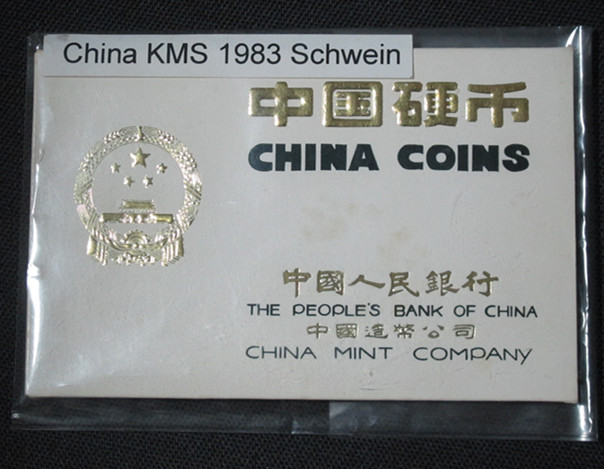 China KMS 1983 Schwein
中国硬币
CHINA COINS
中國人民銀行
THE PEOPLE'S BANK OF CHINA
中國造幣公司
CHINA MINT COMPANY